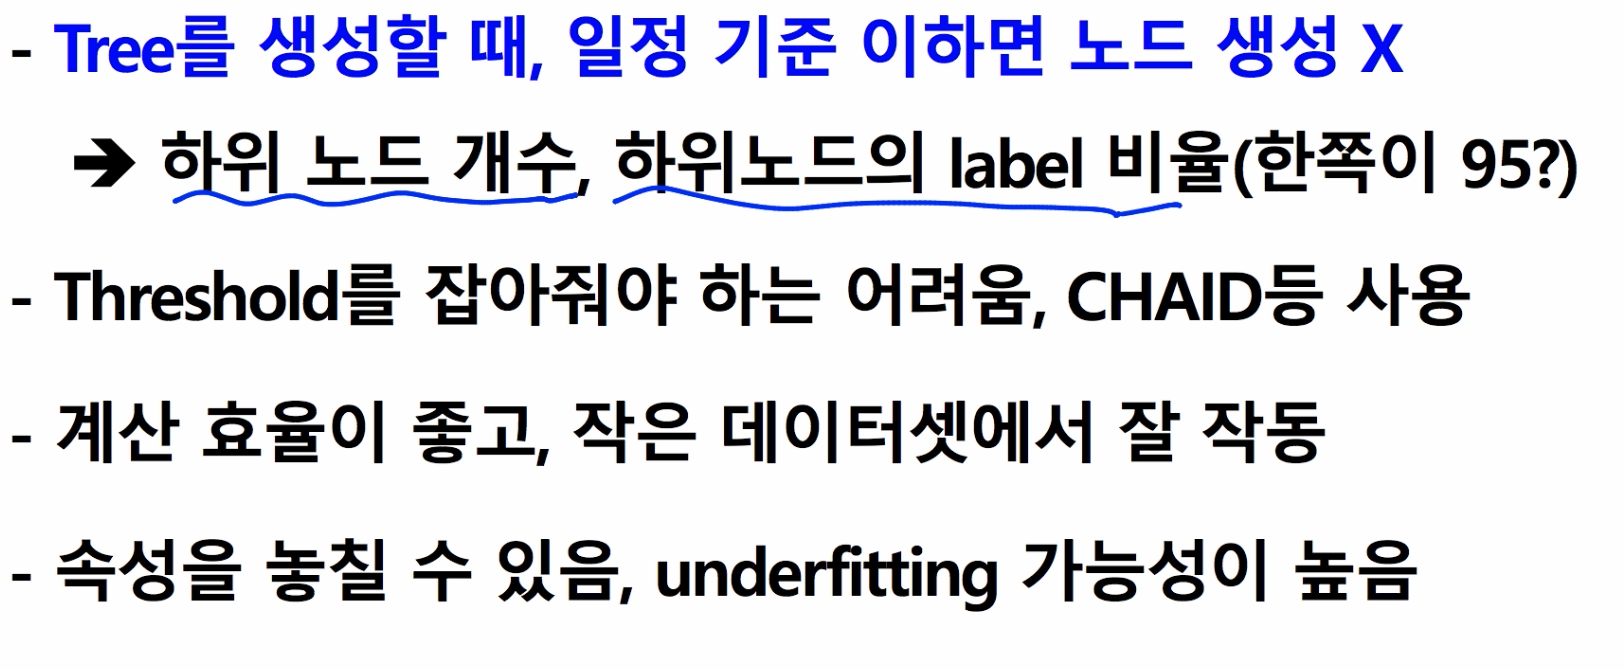 - Tree를 생성할 때, 일정 기준 이하면 노드 생성 X
➔ 하위 노드 개수, 하위노드의 label 비율(한쪽이 95?)
- Threshold를 잡아줘야 하는 어려움, CHAID등 사용
- 계산 효율이 좋고, 작은 데이터셋에서 잘 작동
- 속성을 놓칠 수 있음, underfitting 가능성이 높음